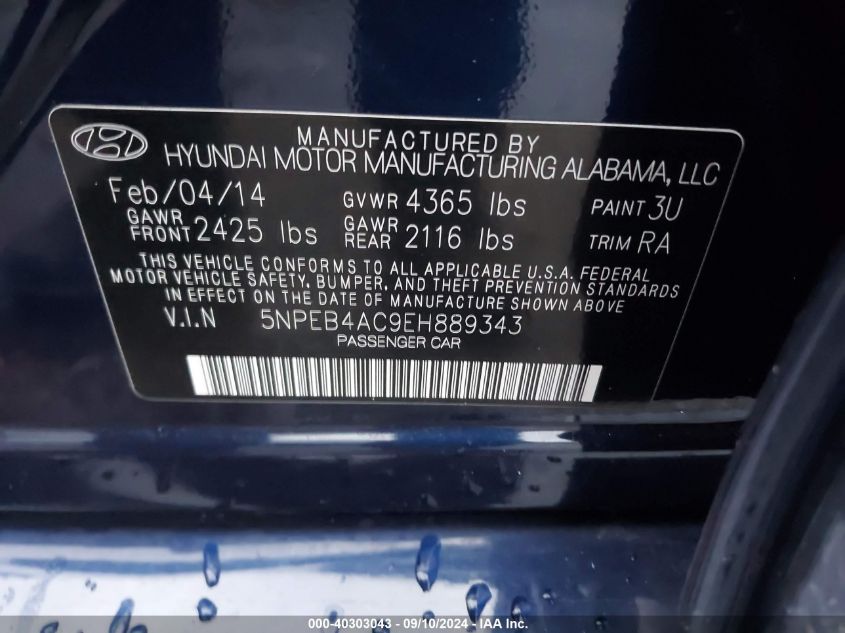 MANUFACTURED BY
HYUNDAI MOTOR MANUFACTURING ALABAMA, LLC
Feb/04/14 GVWR 4365 lbs PAINT 3U
GAWR FRONT 2425 lbs GAWR REAR 2116 lbs TRIM RA
THIS VEHICLE CONFORMS TO ALL APPLICABLE U.S.A. FEDERAL
MOTOR VEHICLE SAFETY, BUMPER, AND THEFT PREVENTION STANDARDS
IN EFFECT ON THE DATE OF MANUFACTURE SHOWN ABOVE
V.I.N 5NPEB4AC9EH889343
PASSENGER CAR
000-40303043 - 09/10/2024 - IAA Inc.